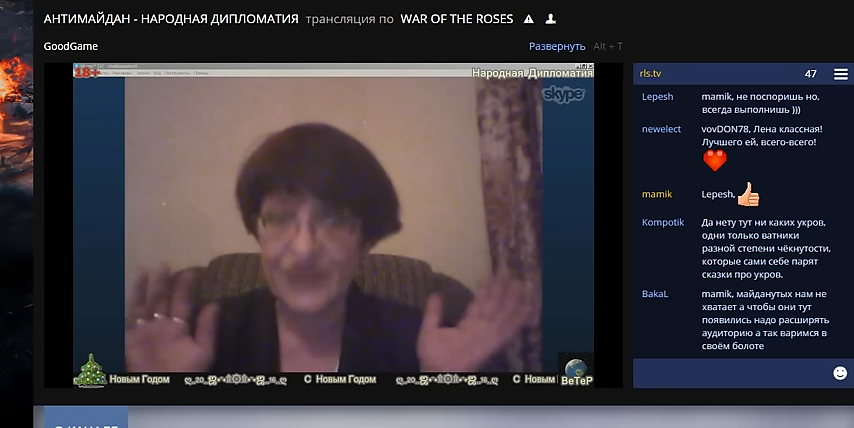 АНТИМАЙДАН - НАРОДНАЯ ДИПЛОМАТИЯ трансляция по WAR OF THE ROSES
GoodGame
Развернуть Alt + T
18+
Народная Дипломатия
skype
Новым Годом
С Новым Годом
С Новым
ВеТеР
rls.tv 47
Lepesh
mamik, не поспоришь но,
всегда выполнишь )))
newelect
vovDON78, Лена классная!
Лучшего ей, всего-всего!
mamik
Lepesh,
Kompotik
Да нету тут ни каких укров,
одни только ватники
разной степени чёкнутости,
которые сами себе парят
сказки про укров.
BakaL
mamik, майданутых нам не
хватает а чтобы они тут
появились надо расширять
аудиторию а так варимся в
своём болоте